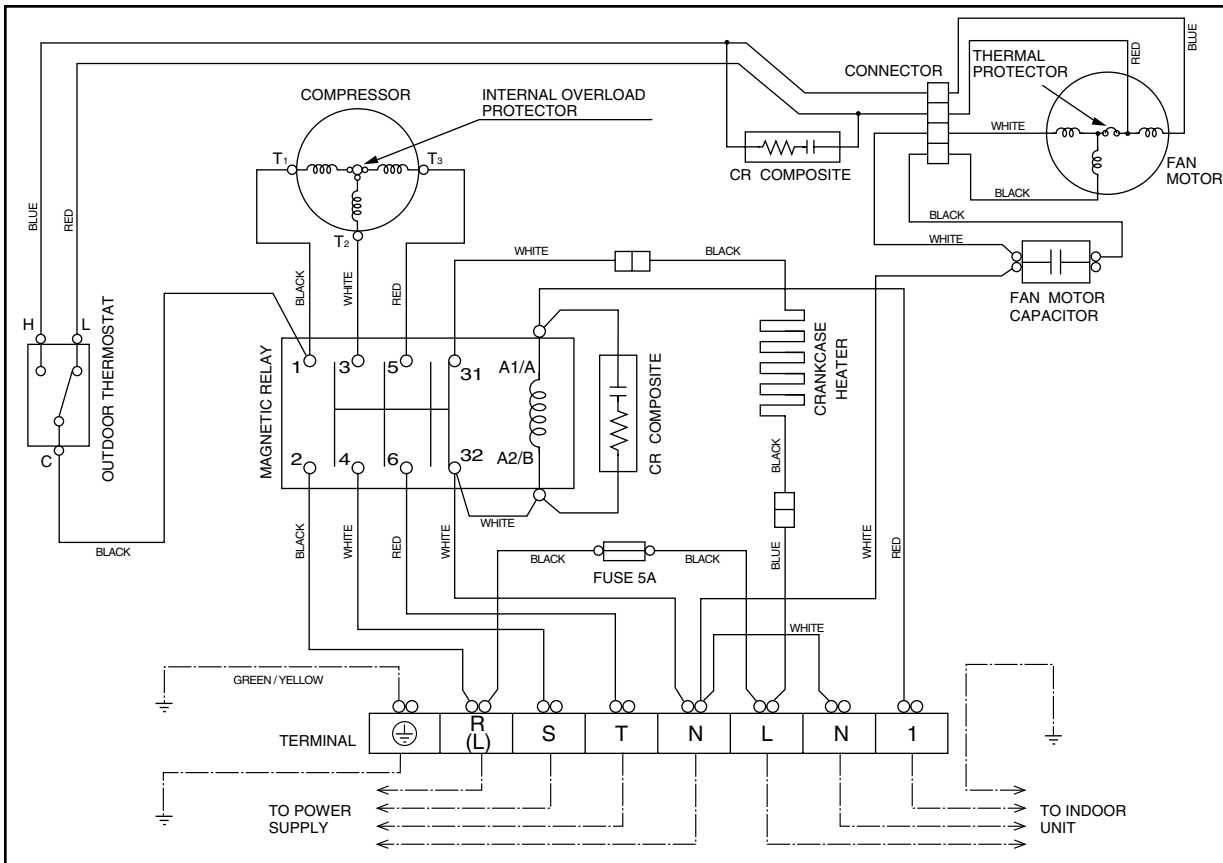 BLUE
RED
THERMAL
PROTECTOR
CONNECTOR
COMPRESSOR
INTERNAL OVERLOAD
PROTECTOR
WHITE
T1
T3
CR COMPOSITE
FAN
MOTOR
BLACK
BLUE
RED
T2
BLACK
WHITE
WHITE
BLACK
FAN MOTOR
CAPACITOR
BLACK
WHITE
RED
H
L
OUTDOOR THERMOSTAT
C
MAGNETIC RELAY
1
3
5
31
A1/A
2
4
6
32
A2/B
CR COMPOSITE
CRANKCASE
HEATER
BLACK
WHITE
BLACK
BLACK
WHITE
RED
WHITE
BLACK
BLACK
FUSE 5A
BLUE
WHITE
RED
WHITE
GREEN / YELLOW
TERMINAL
R
(L)
S
T
N
L
N
1
TO POWER
SUPPLY
TO INDOOR
UNIT